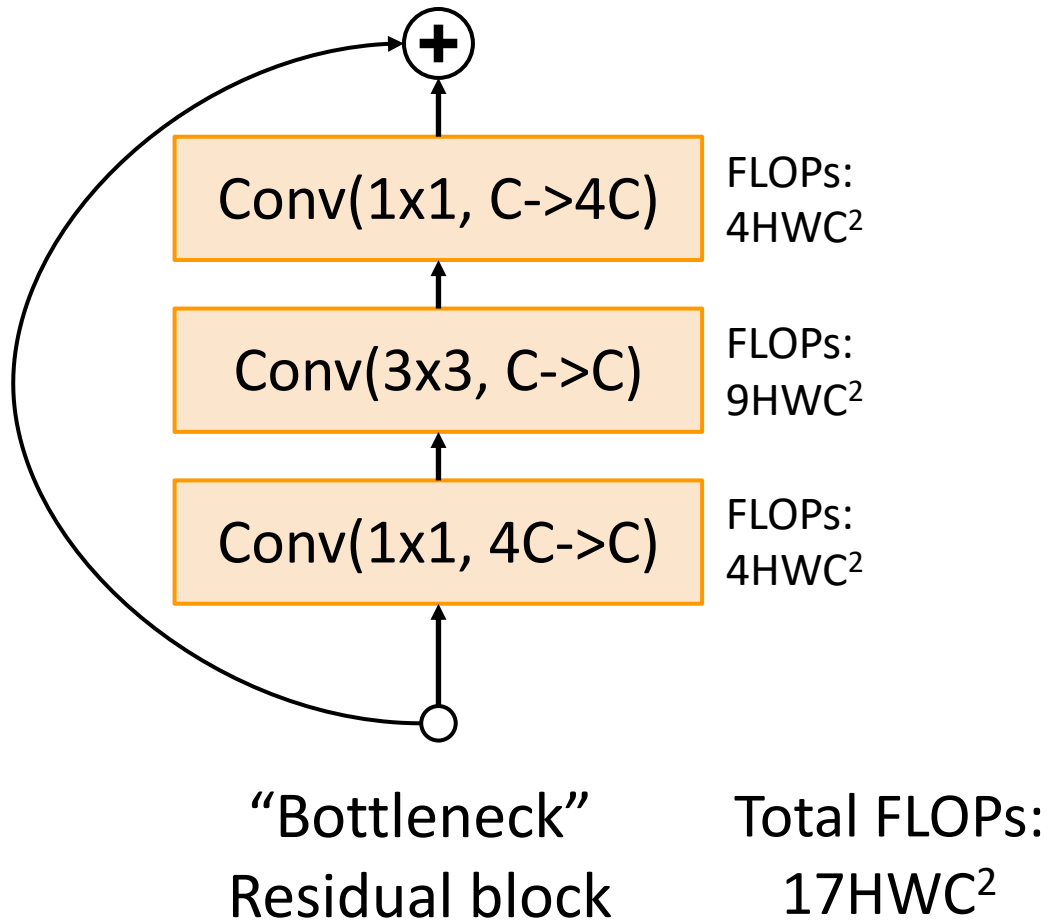 +
Conv(1x1, C->4C)
FLOPs:
4HWC²
Conv(3x3, C->C)
FLOPs:
9HWC²
Conv(1x1, 4C->C)
FLOPs:
4HWC²
“Bottleneck”
Residual block
Total FLOPs:
17HWC²